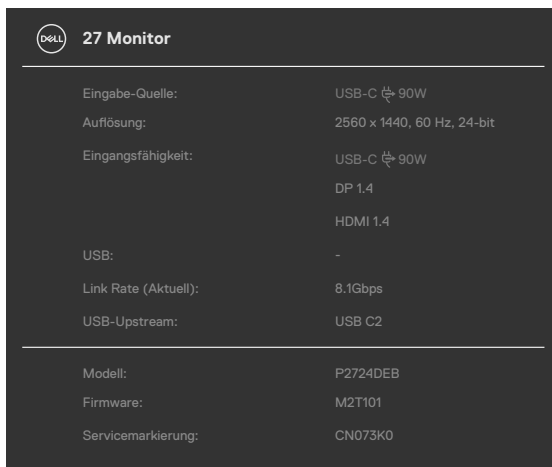 DELL
27 Monitor
Eingabe-Quelle: USB-C 90W
Auflösung: 2560 x 1440, 60 Hz, 24-bit
Eingangsfähigkeit: USB-C 90W
DP 1.4
HDMI 1.4
USB: -
Link Rate (Aktuell): 8.1Gbps
USB-Upstream: USB C2
Modell: P2724DEB
Firmware: M2T101
Servicemarkierung: CN073K0